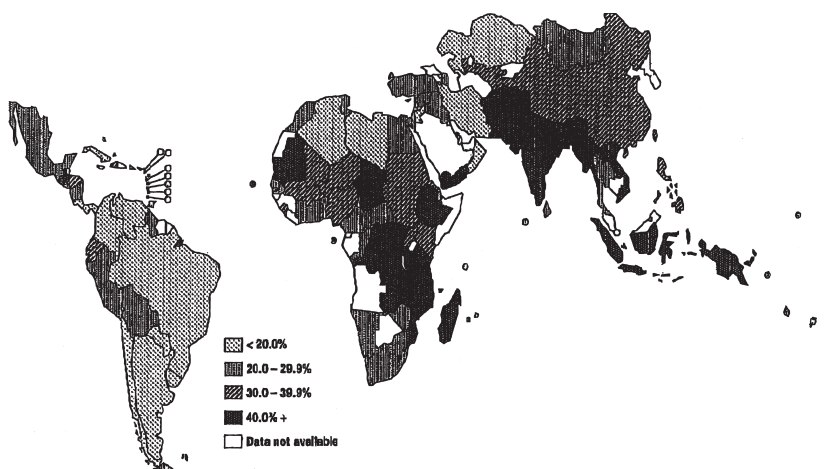 < 20.0%
20.0 – 29.9%
30.0 – 39.9%
40.0% +
Data not available